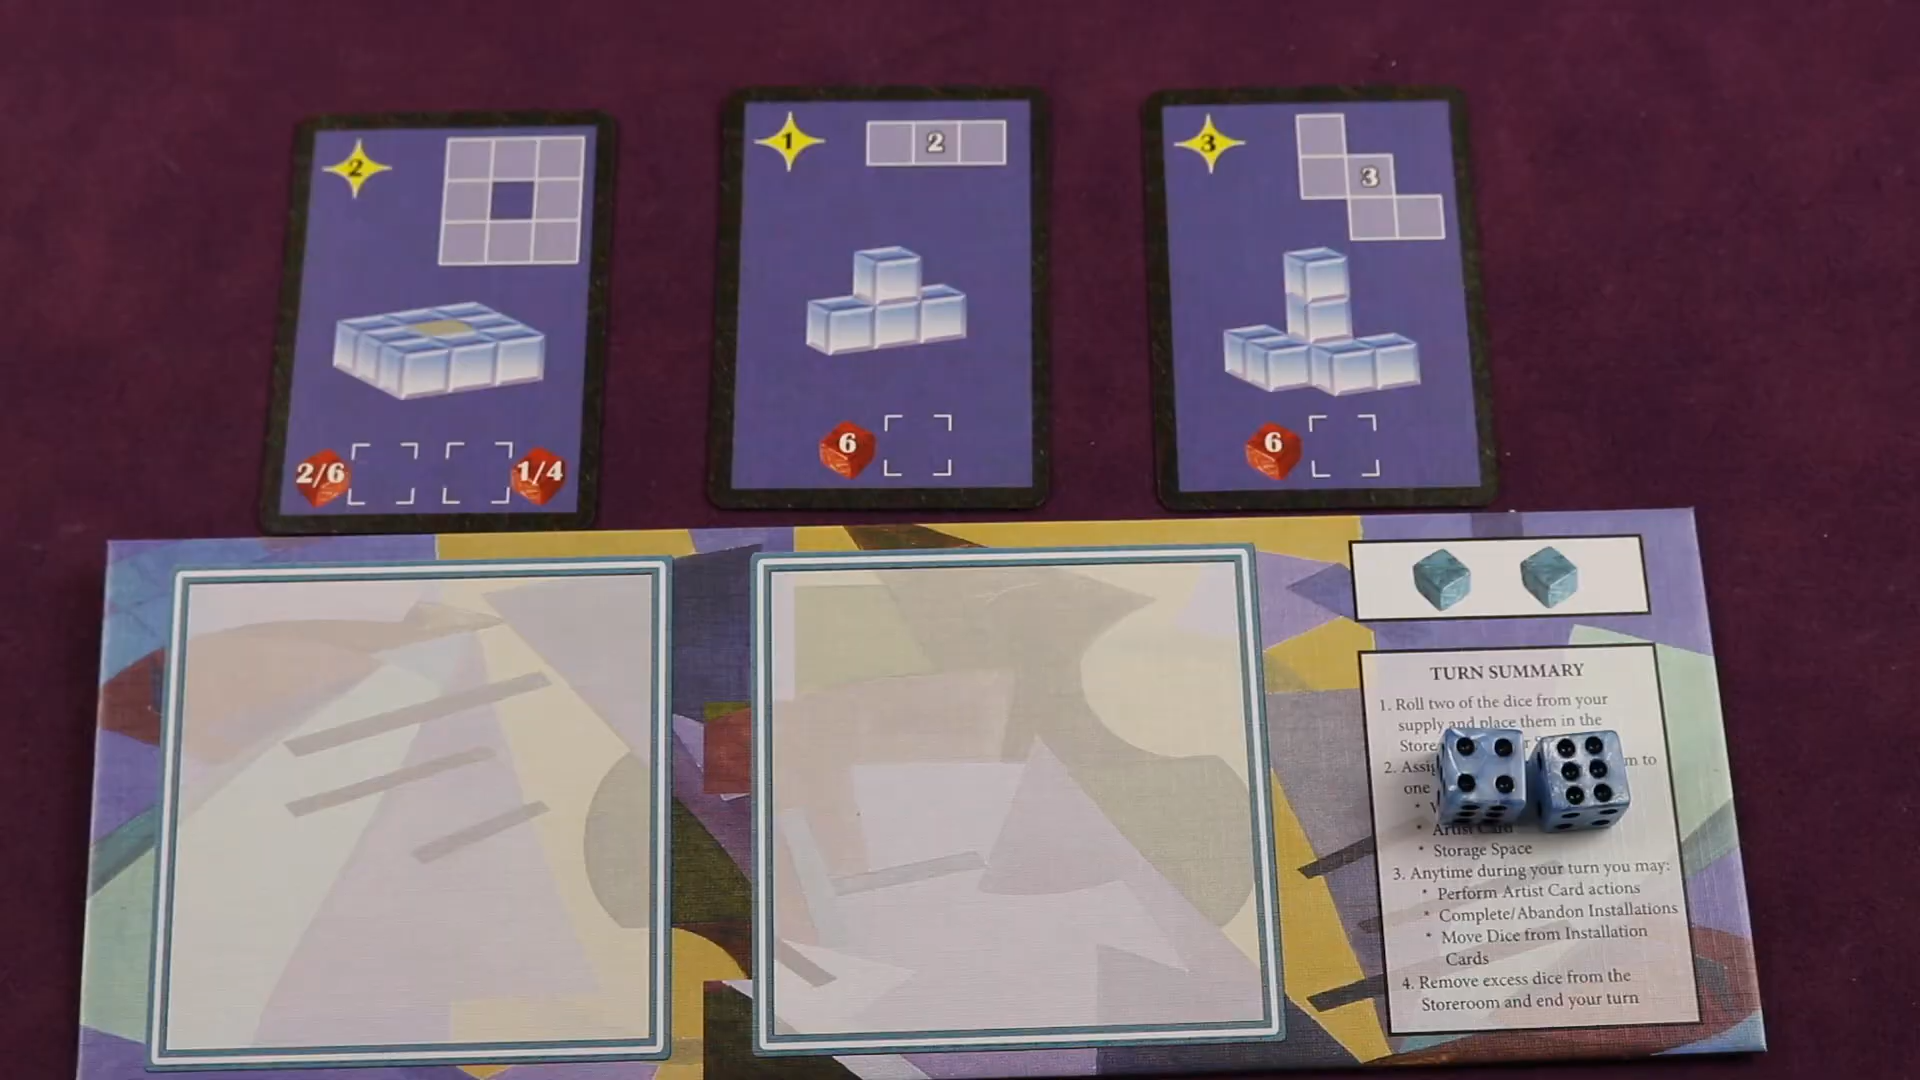 2
2/6
1/4
1
2
6
3
3
6
TURN SUMMARY
1. Roll two of the dice from your
supply and place them in the
2. to
one
Artist Card
* Storage Space
3. Anytime during your turn you may:
* Perform Artist Card actions
* Complete/Abandon Installations
* Move Dice from Installation
Cards
4. Remove excess dice from the
Storeroom and end your turn